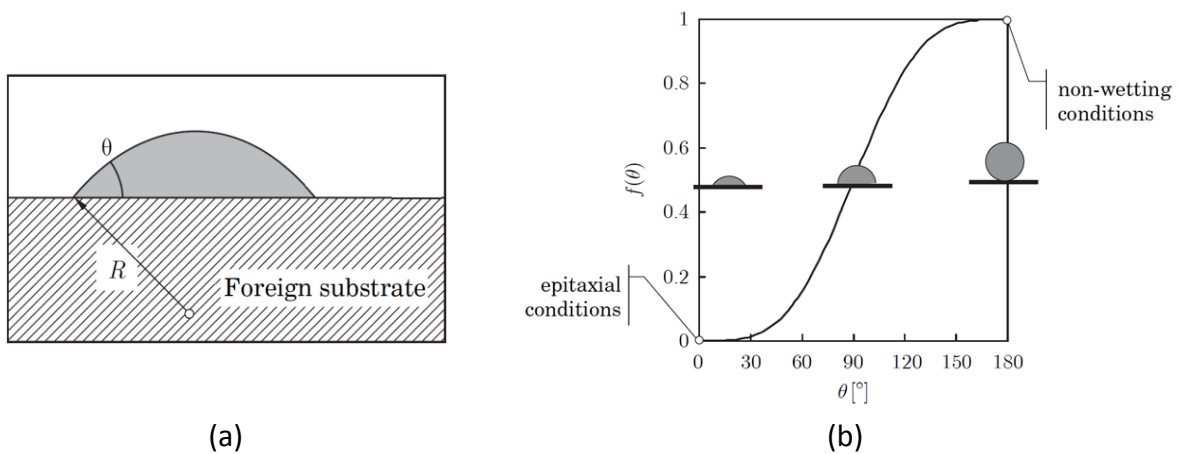 θ
R
Foreign substrate
(a)
f(θ)
1
0.8
0.6
0.4
0.2
0
0
30
60
90
120
150
180
θ [°]
epitaxial
conditions
non-wetting
conditions
(b)